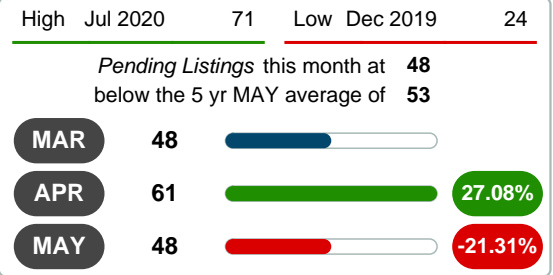 High Jul 2020 71 Low Dec 2019 24
Pending Listings this month at 48
below the 5 yr MAY average of 53
MAR 48
APR 61 27.08%
MAY 48 -21.31%